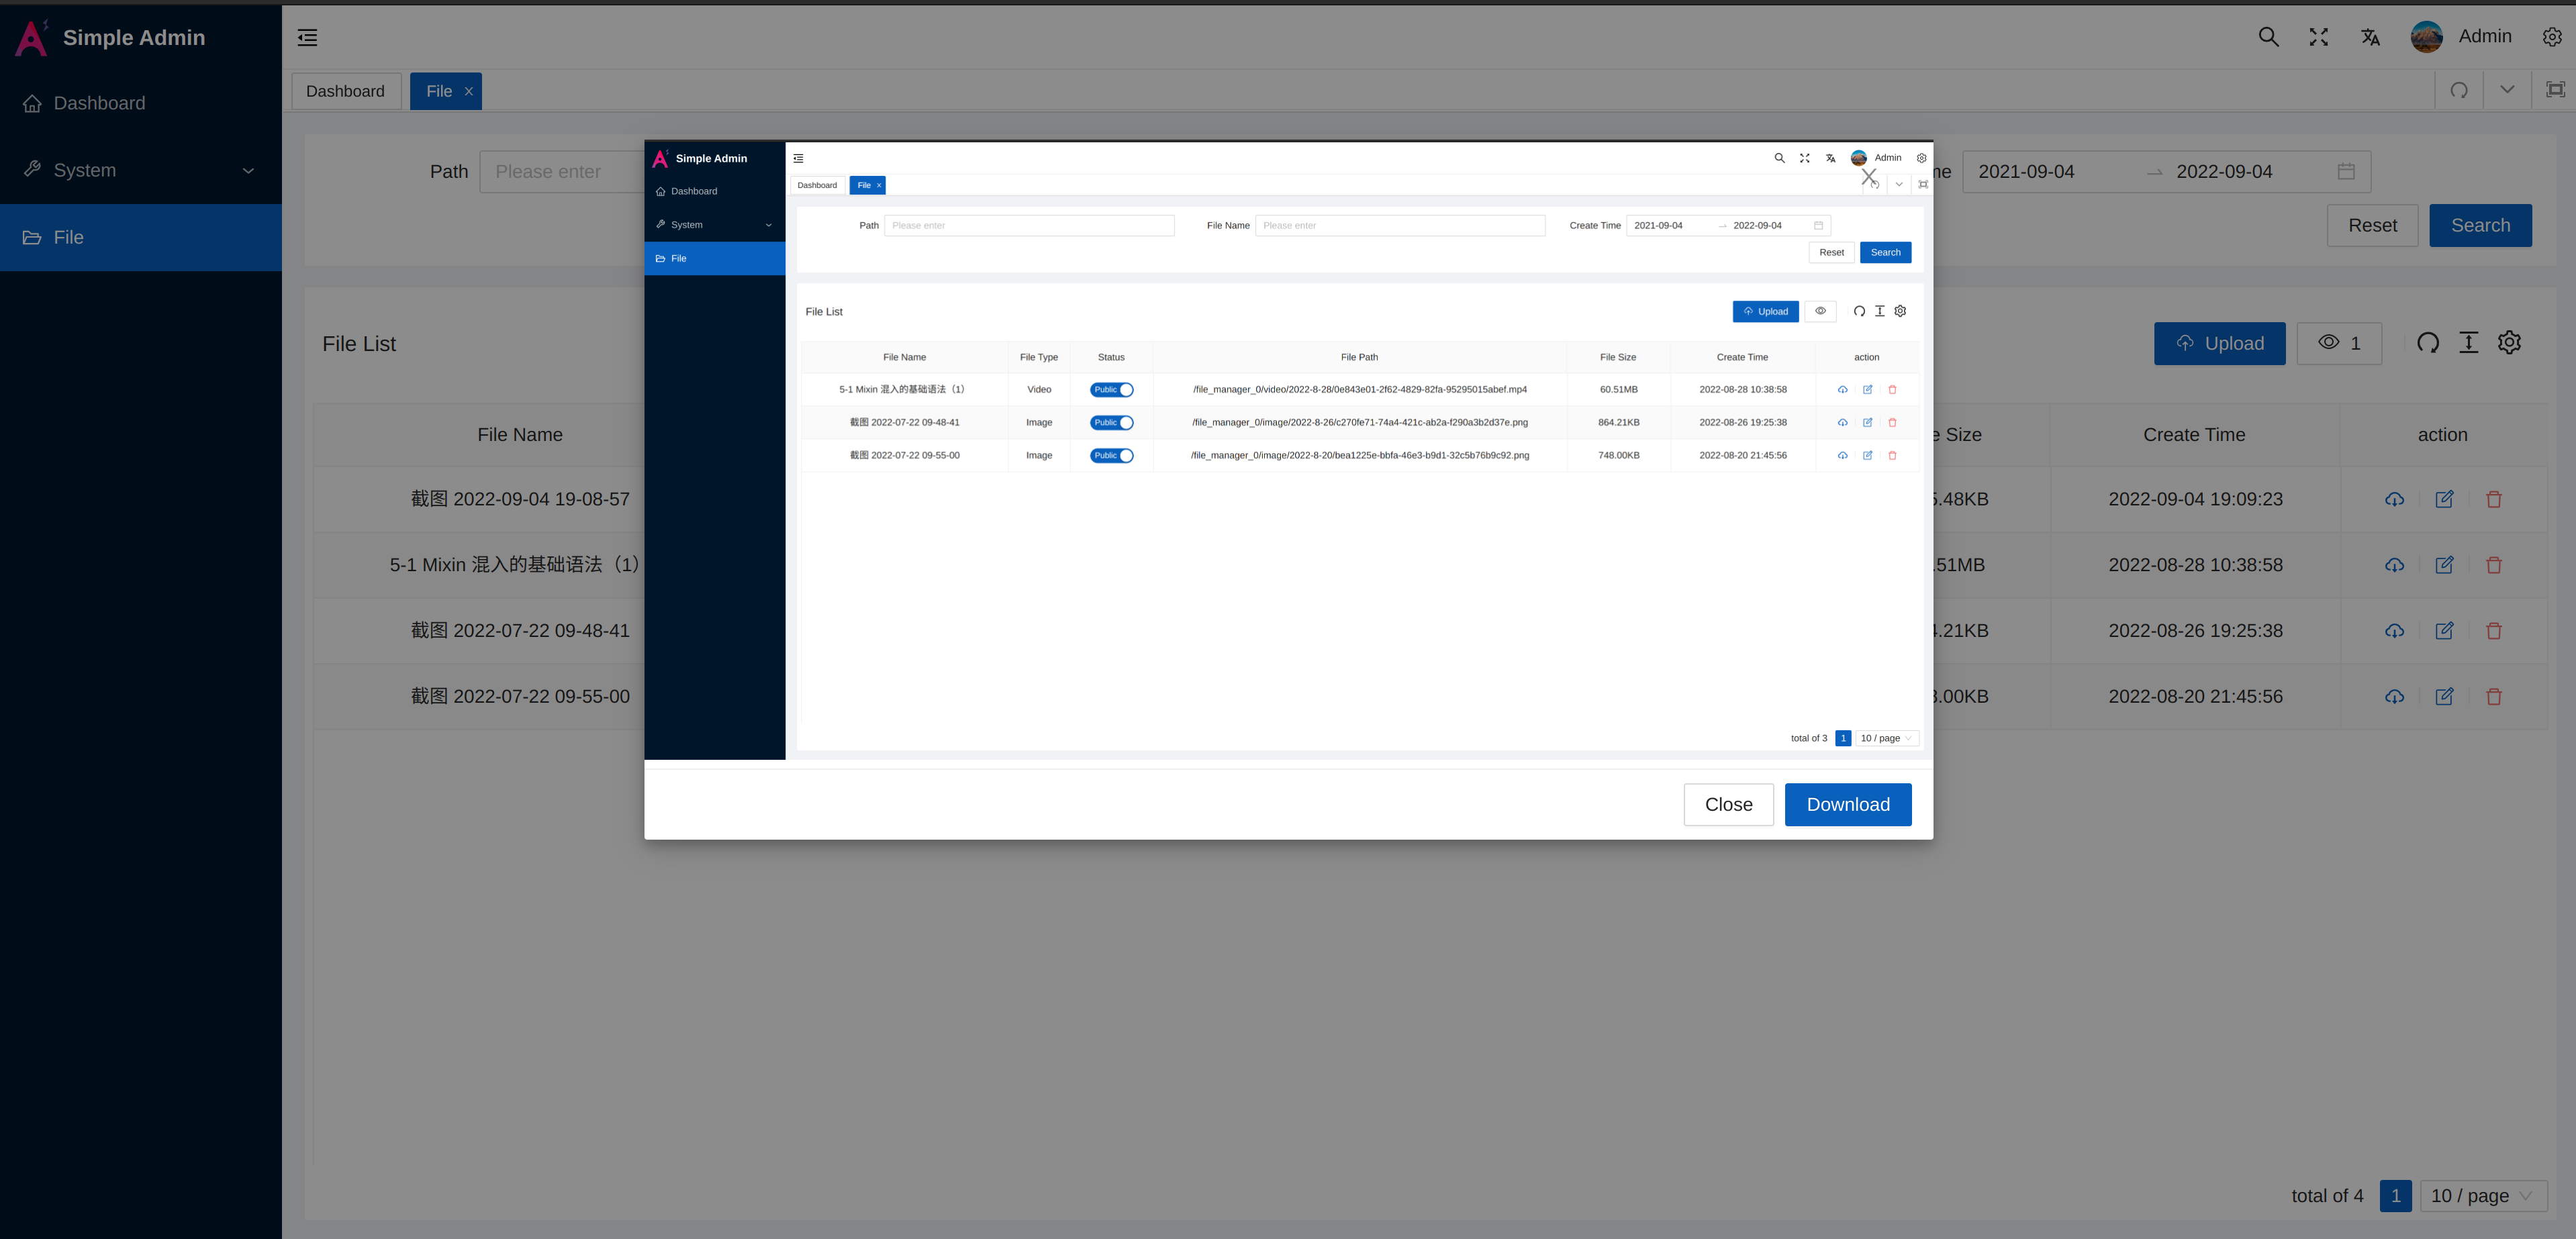 Simple Admin
Admin
Dashboard
System
File
Dashboard File
Path Please enter
2021-09-04 2022-09-04
Reset Search
File List
Upload 1
File Name Size Create Time action
截图 2022-09-04 19-08-57 .48KB 2022-09-04 19:09:23
5-1 Mixin 混入的基础语法（1） .51MB 2022-08-28 10:38:58
截图 2022-07-22 09-48-41 .21KB 2022-08-26 19:25:38
截图 2022-07-22 09-55-00 .00KB 2022-08-20 21:45:56
total of 4 1 10 / page
Simple Admin
Admin
Dashboard
System
File
Dashboard File
Path Please enter File Name Please enter Create Time 2021-09-04 2022-09-04
Reset Search
File List
Upload
File Name File Type Status File Path File Size Create Time action
5-1 Mixin 混入的基础语法（1） Video Public /file_manager_0/video/2022-8-28/0e843e01-2f62-4829-82fa-95295015abef.mp4 60.51MB 2022-08-28 10:38:58
截图 2022-07-22 09-48-41 Image Public /file_manager_0/image/2022-8-26/c270fe71-74a4-421c-ab2a-f290a3b2d37e.png 864.21KB 2022-08-26 19:25:38
截图 2022-07-22 09-55-00 Image Public /file_manager_0/image/2022-8-20/bea1225e-bbfa-46e3-b9d1-32c5b76b9c92.png 748.00KB 2022-08-20 21:45:56
total of 3 1 10 / page
Close Download